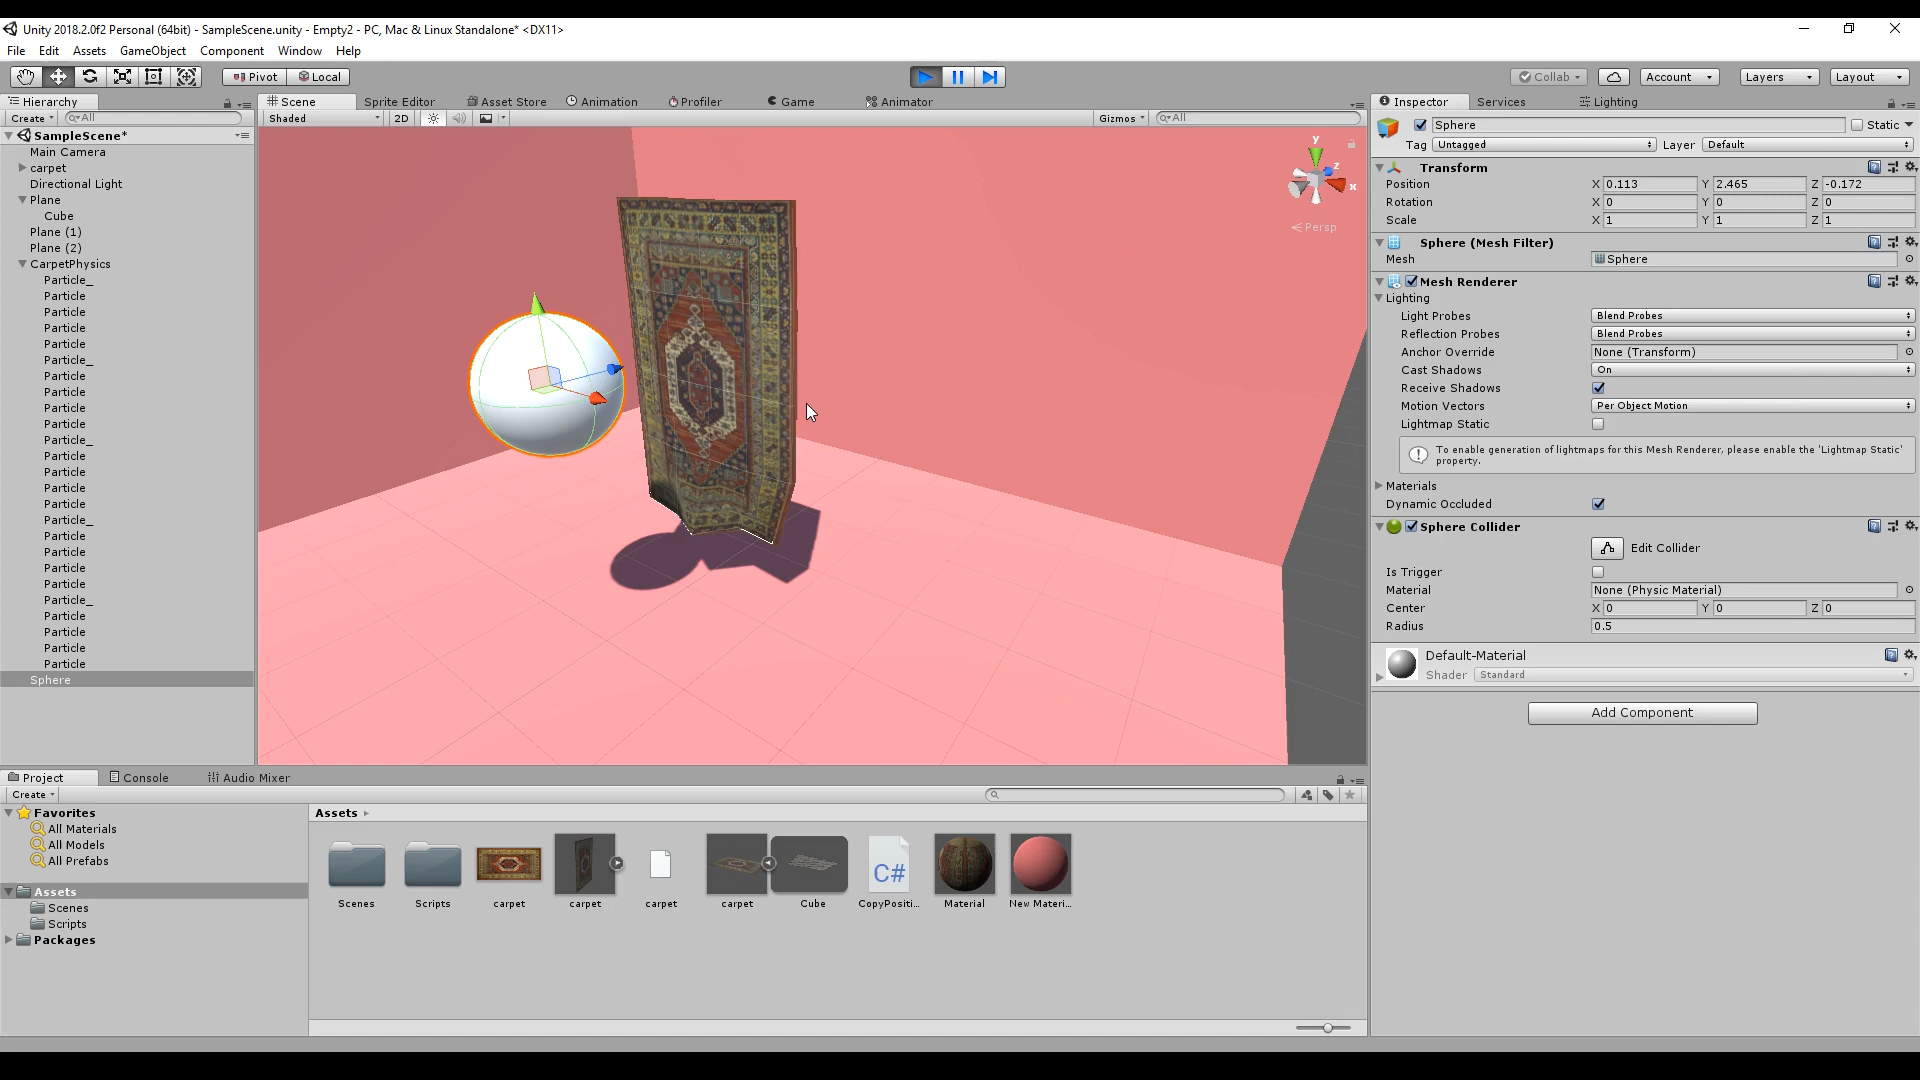 Unity 2018.2.0f2 Personal (64bit) - SampleScene.unity - Empty2 - PC, Mac & Linux Standalone* <DX11>
File Edit Assets GameObject Component Window Help
Pivot Local Collab Account Layers Layout
Hierarchy
Create All
SampleScene*
Main Camera
carpet
Directional Light
Plane
Cube
Plane (1)
Plane (2)
CarpetPhysics
Particle_
Particle
Particle
Particle
Particle
Particle_
Particle
Particle
Particle
Particle
Particle_
Particle
Particle
Particle
Particle
Particle_
Particle
Particle
Particle
Particle
Particle_
Particle
Particle
Particle
Particle
Sphere
Scene Sprite Editor Asset Store Animation Profiler Game Animator
Shaded 2D Gizmos All
y
z
x
Persp
Inspector Services Lighting
Sphere Static
Tag Untagged Layer Default
Transform
Position X 0.113 Y 2.465 Z -0.172
Rotation X 0 Y 0 Z 0
Scale X 1 Y 1 Z 1
Sphere (Mesh Filter)
Mesh Sphere
Mesh Renderer
Lighting
Light Probes Blend Probes
Reflection Probes Blend Probes
Anchor Override None (Transform)
Cast Shadows On
Receive Shadows
Motion Vectors Per Object Motion
Lightmap Static
To enable generation of lightmaps for this Mesh Renderer, please enable the 'Lightmap Static'
property.
Materials
Dynamic Occluded
Sphere Collider
Edit Collider
Is Trigger
Material None (Physic Material)
Center X 0 Y 0 Z 0
Radius 0.5
Default-Material
Shader Standard
Add Component
Project Console Audio Mixer
Create
Favorites
All Materials
All Models
All Prefabs
Assets
Scenes
Scripts
Packages
Assets
C#
Scenes Scripts carpet carpet carpet carpet Cube CopyPositi... Material New Materi...